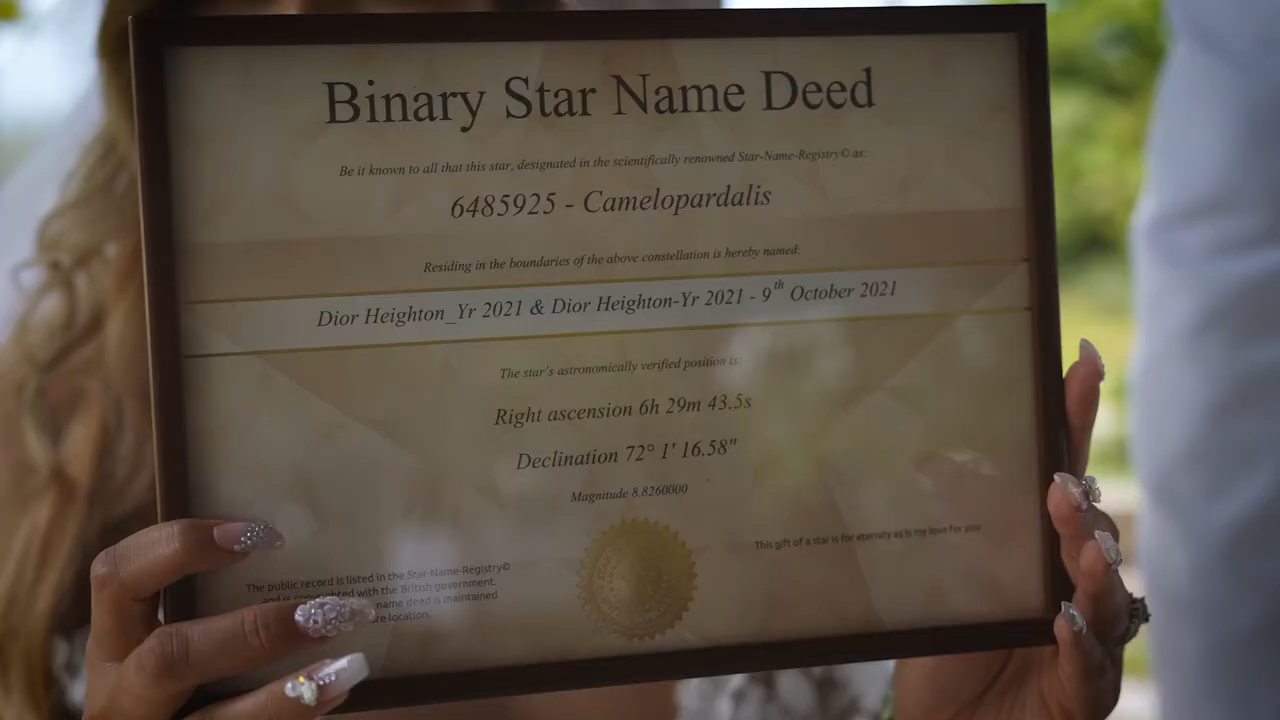 Binary Star Name Deed
Be it known to all that this star, designated in the scientifically renowned Star-Name-Registry© as:
6485925 - Camelopardalis
Residing in the boundaries of the above constellation is hereby named:
Dior Heighton_Yr 2021 & Dior Heighton-Yr 2021 - 9th October 2021
The star's astronomically verified position is:
Right ascension 6h 29m 43.5s
Declination 72° 1' 16.58"
Magnitude 8.8260000
This gift of a star is for eternity as is my love for you
The public record is listed in the Star-Name-Registry©
and is copyrighted with the British government.
name deed is maintained
location.